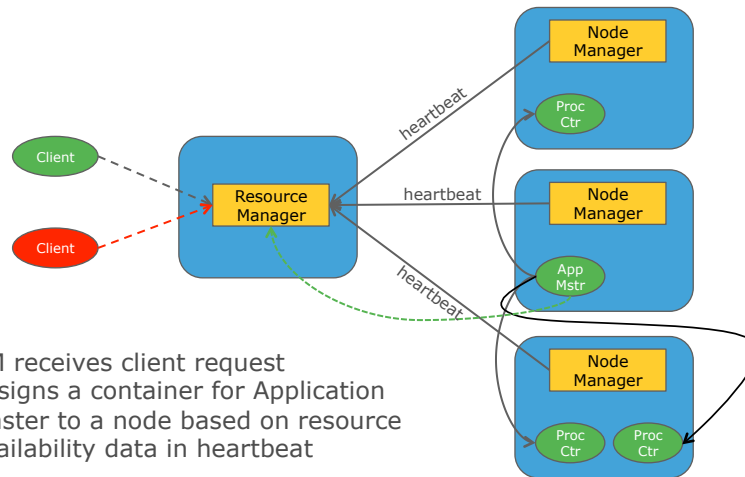 Node
Manager
Proc
Ctr
heartbeat
Client
Resource
Manager
heartbeat
Node
Manager
Client
App
Mstr
heartbeat
Node
Manager
Proc
Ctr
Proc
Ctr
M receives client request
signs a container for Application
aster to a node based on resource
ailability data in heartbeat